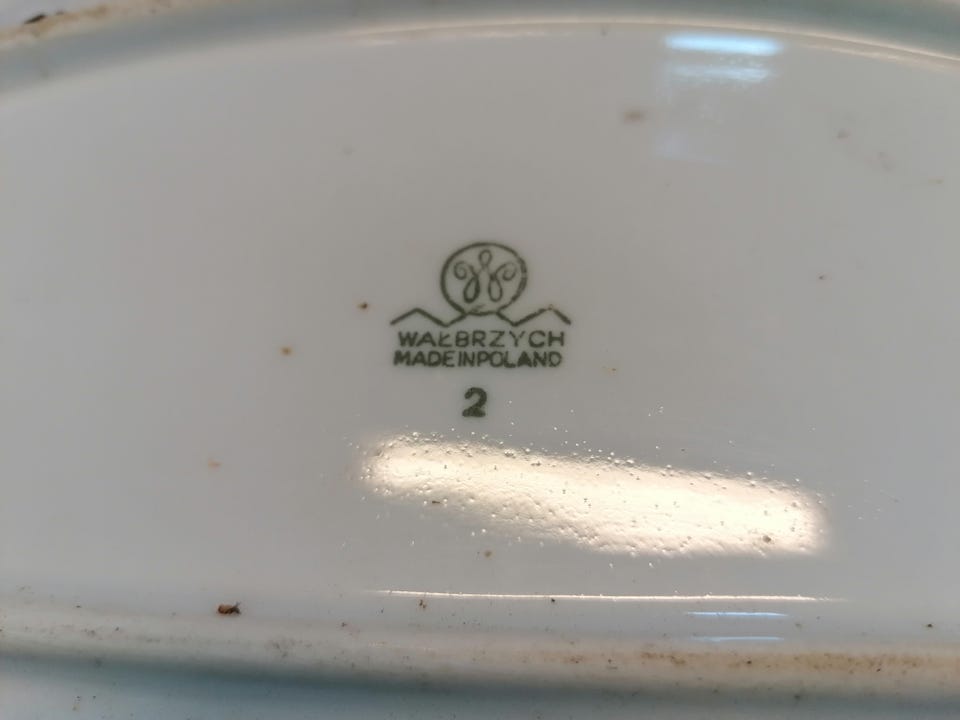 W
WAŁBRZYCH
MADE IN POLAND
2